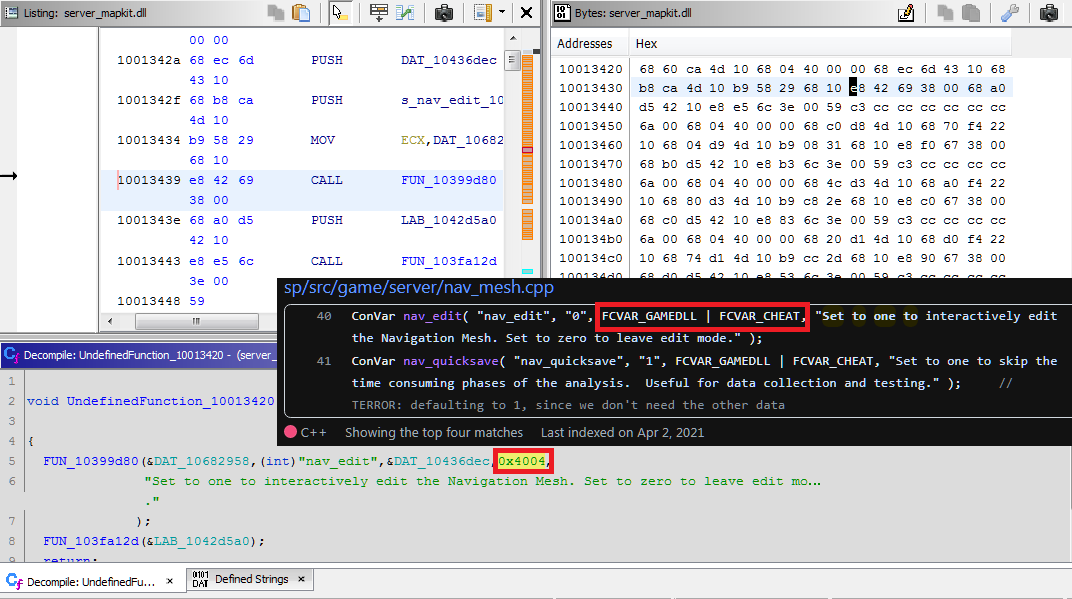 Listing: server_mapkit.dll
00 00
1001342a 68 ec 6d PUSH DAT_10436dec
43 10
1001342f 68 b8 ca PUSH s_nav_edit_10
4d 10
10013434 b9 58 29 MOV ECX,DAT_10682
68 10
10013439 e8 42 69 CALL FUN_10399d80
38 00
1001343e 68 a0 d5 PUSH LAB_1042d5a0
42 10
10013443 e8 e5 6c CALL FUN_103fa12d
3e 00
10013448 59
Bytes: server_mapkit.dll
Addresses Hex
10013420 68 60 ca 4d 10 68 04 40 00 00 68 ec 6d 43 10 68
10013430 b8 ca 4d 10 b9 58 29 68 10 e8 42 69 38 00 68 a0
10013440 d5 42 10 e8 e5 6c 3e 00 59 c3 cc cc cc cc cc cc
10013450 6a 00 68 04 40 00 00 68 c0 d8 4d 10 68 70 f4 22
10013460 10 68 04 d9 4d 10 b9 08 31 68 10 e8 f0 67 38 00
10013470 68 b0 d5 42 10 e8 b3 6c 3e 00 59 c3 cc cc cc cc
10013480 6a 00 68 04 40 00 00 68 4c d3 4d 10 68 a0 f4 22
10013490 10 68 80 d3 4d 10 b9 c8 2e 68 10 e8 c0 67 38 00
100134a0 68 c0 d5 42 10 e8 83 6c 3e 00 59 c3 cc cc cc cc
100134b0 6a 00 68 04 40 00 00 68 20 d1 4d 10 68 d0 f4 22
100134c0 10 68 74 d1 4d 10 b9 cc 2d 68 10 e8 90 67 38 00
100134d0 68 d0 d5 42 10 e8 53 6c 3e 00 59 c3 cc cc cc cc
sp/src/game/server/nav_mesh.cpp
40 ConVar nav_edit( "nav_edit", "0", FCVAR_GAMEDLL | FCVAR_CHEAT, "Set to one to interactively edit
the Navigation Mesh. Set to zero to leave edit mode." );
41 ConVar nav_quicksave( "nav_quicksave", "1", FCVAR_GAMEDLL | FCVAR_CHEAT, "Set to one to skip the
time consuming phases of the analysis.  Useful for data collection and testing." ); //
TERROR: defaulting to 1, since we don't need the other data
C++ Showing the top four matches Last indexed on Apr 2, 2021
Decompile: UndefinedFunction_10013420 - (server_
1
2 void UndefinedFunction_10013420
3
4 {
5 FUN_10399d80(&DAT_10682958,(int)"nav_edit",&DAT_10436dec,0x4004,
6 "Set to one to interactively edit the Navigation Mesh. Set to zero to leave edit mo...
."
7 );
8 FUN_103fa12d(&LAB_1042d5a0);
9 return;
Decompile: UndefinedFu... × Defined Strings ×